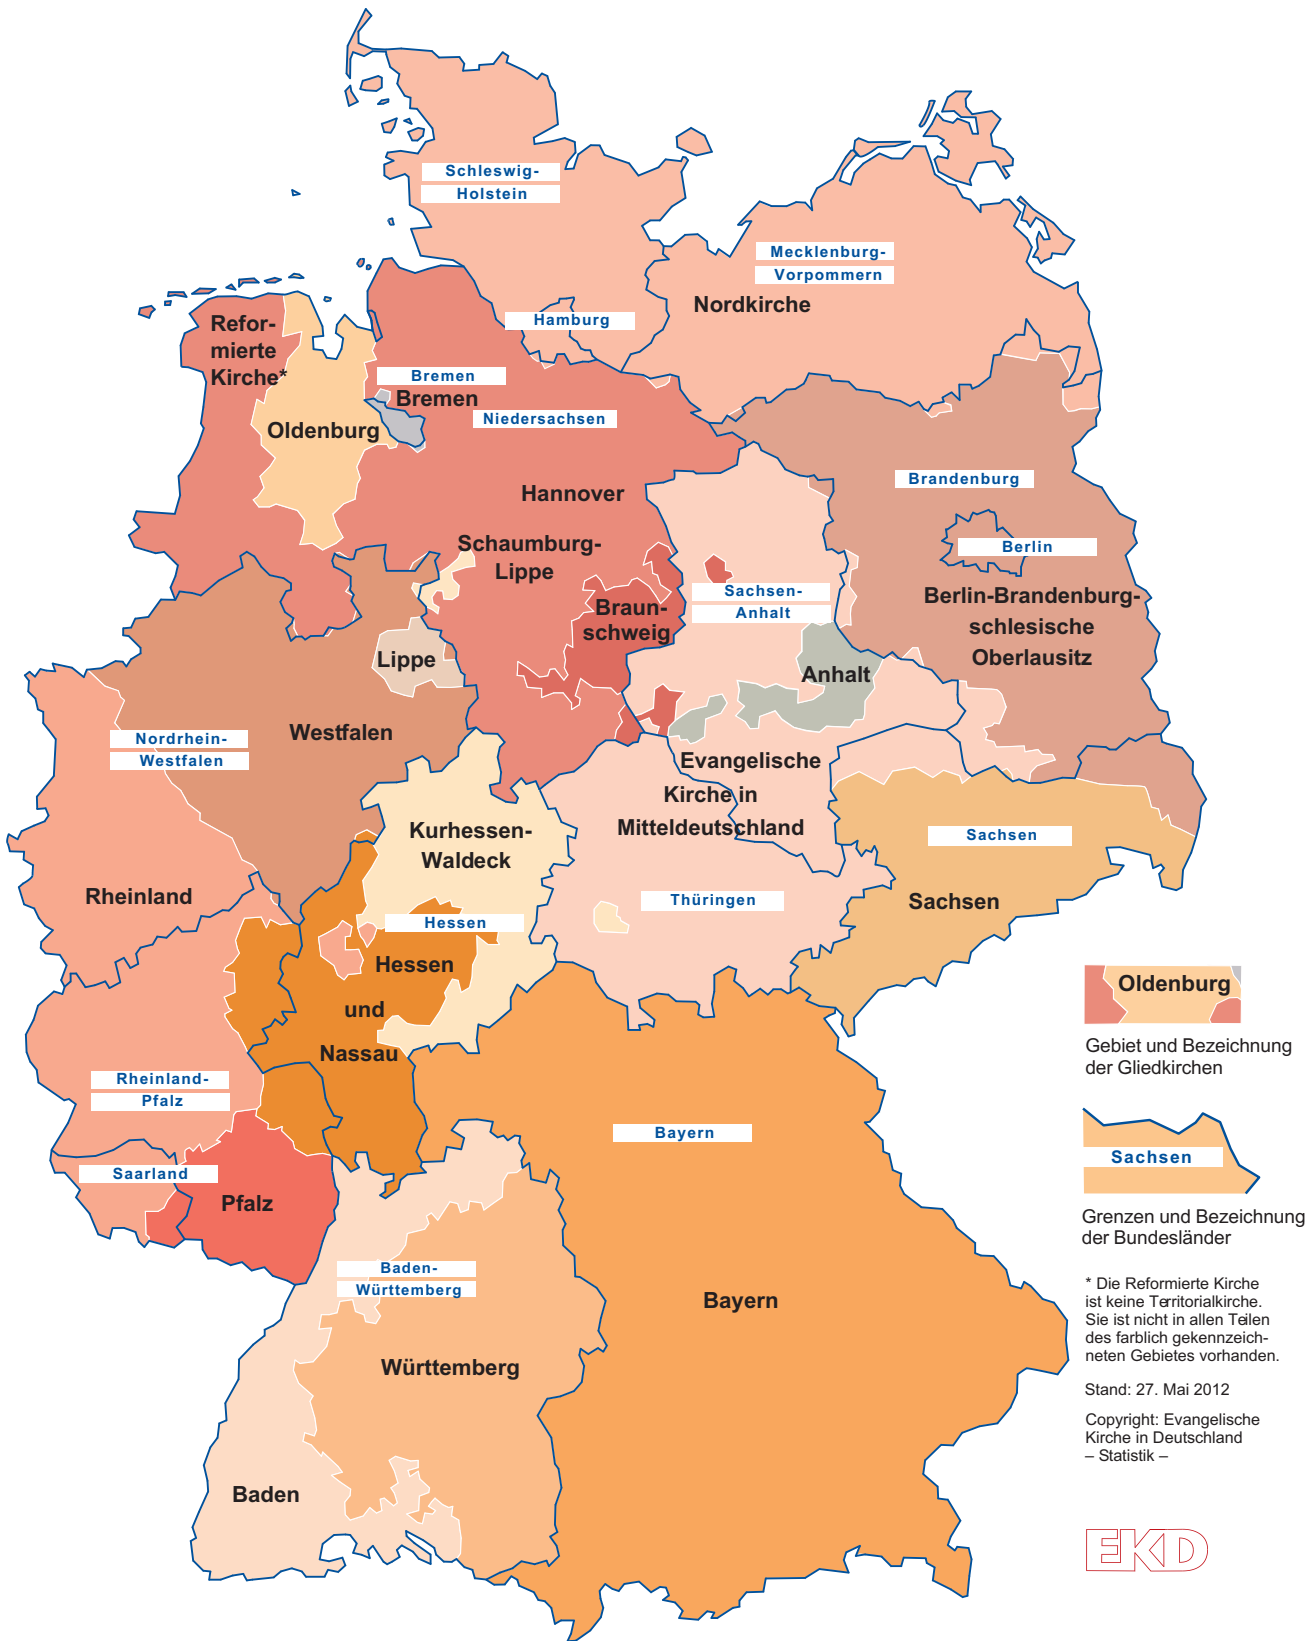 Schleswig-
Holstein
Mecklenburg-
Vorpommern
Nordkirche
Hamburg
Refor-
mierte
Kirche*
Bremen
Bremen
Niedersachsen
Oldenburg
Brandenburg
Hannover
Berlin
Schaumburg-
Lippe
Sachsen-
Anhalt
Berlin-Brandenburg-
schlesische
Oberlausitz
Braun-
schweig
Lippe
Anhalt
Westfalen
Nordrhein-
Westfalen
Evangelische
Kirche in
Mitteldeutschland
Kurhessen-
Waldeck
Sachsen
Rheinland
Thüringen
Sachsen
Hessen
Hessen
und
Nassau
Rheinland-
Pfalz
Bayern
Saarland
Pfalz
Baden-
Württemberg
Bayern
Württemberg
Baden
Oldenburg
Gebiet und Bezeichnung
der Gliedkirchen
Sachsen
Grenzen und Bezeichnung
der Bundesländer
* Die Reformierte Kirche
ist keine Territorialkirche.
Sie ist nicht in allen Teilen
des farblich gekennzeich-
neten Gebietes vorhanden.
Stand: 27. Mai 2012
Copyright: Evangelische
Kirche in Deutschland
– Statistik –
EKD